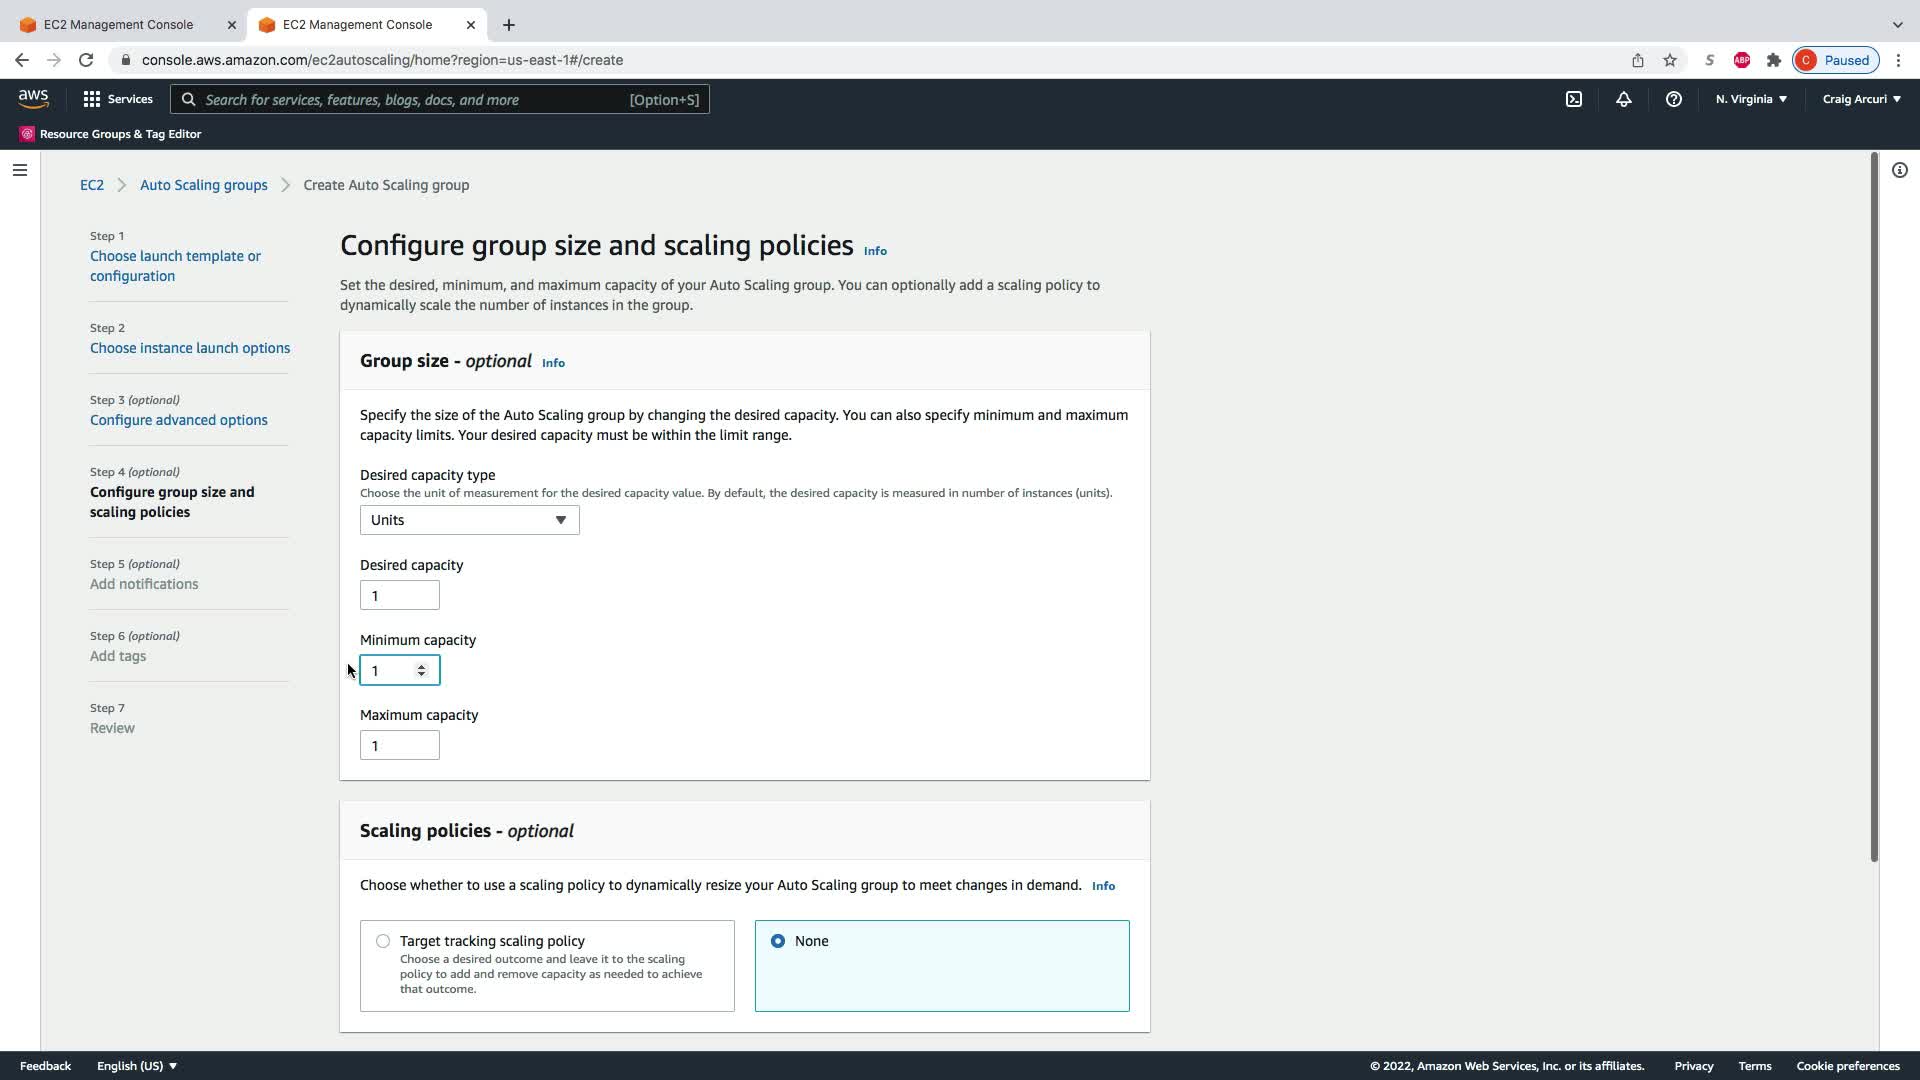 EC2 Management Console
EC2 Management Console
console.aws.amazon.com/ec2autoscaling/home?region=us-east-1#/create
S
ABP
C Paused
aws
Services
Search for services, features, blogs, docs, and more [Option+S]
N. Virginia
Craig Arcuri
Resource Groups & Tag Editor
EC2
Auto Scaling groups
Create Auto Scaling group
Step 1
Choose launch template or
configuration
Step 2
Choose instance launch options
Step 3 (optional)
Configure advanced options
Step 4 (optional)
Configure group size and
scaling policies
Step 5 (optional)
Add notifications
Step 6 (optional)
Add tags
Step 7
Review
Configure group size and scaling policies Info
Set the desired, minimum, and maximum capacity of your Auto Scaling group. You can optionally add a scaling policy to
dynamically scale the number of instances in the group.
Group size - optional Info
Specify the size of the Auto Scaling group by changing the desired capacity. You can also specify minimum and maximum
capacity limits. Your desired capacity must be within the limit range.
Desired capacity type
Choose the unit of measurement for the desired capacity value. By default, the desired capacity is measured in number of instances (units).
Units
Desired capacity
1
Minimum capacity
1
Maximum capacity
1
Scaling policies - optional
Choose whether to use a scaling policy to dynamically resize your Auto Scaling group to meet changes in demand. Info
Target tracking scaling policy
Choose a desired outcome and leave it to the scaling
policy to add and remove capacity as needed to achieve
that outcome.
None
Feedback
English (US)
© 2022, Amazon Web Services, Inc. or its affiliates.
Privacy
Terms
Cookie preferences